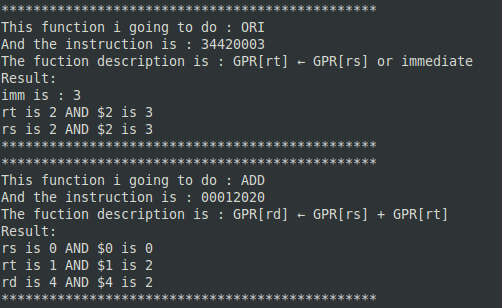 ***********************************************
This function i going to do : ORI
And the instruction is : 34420003
The fuction description is : GPR[rt] ← GPR[rs] or immediate
Result:
imm is : 3
rt is 2 AND $2 is 3
rs is 2 AND $2 is 3
***********************************************
***********************************************
This function i going to do : ADD
And the instruction is : 00012020
The fuction description is : GPR[rd] ← GPR[rs] + GPR[rt]
Result:
rs is 0 AND $0 is 0
rt is 1 AND $1 is 2
rd is 4 AND $4 is 2
***********************************************